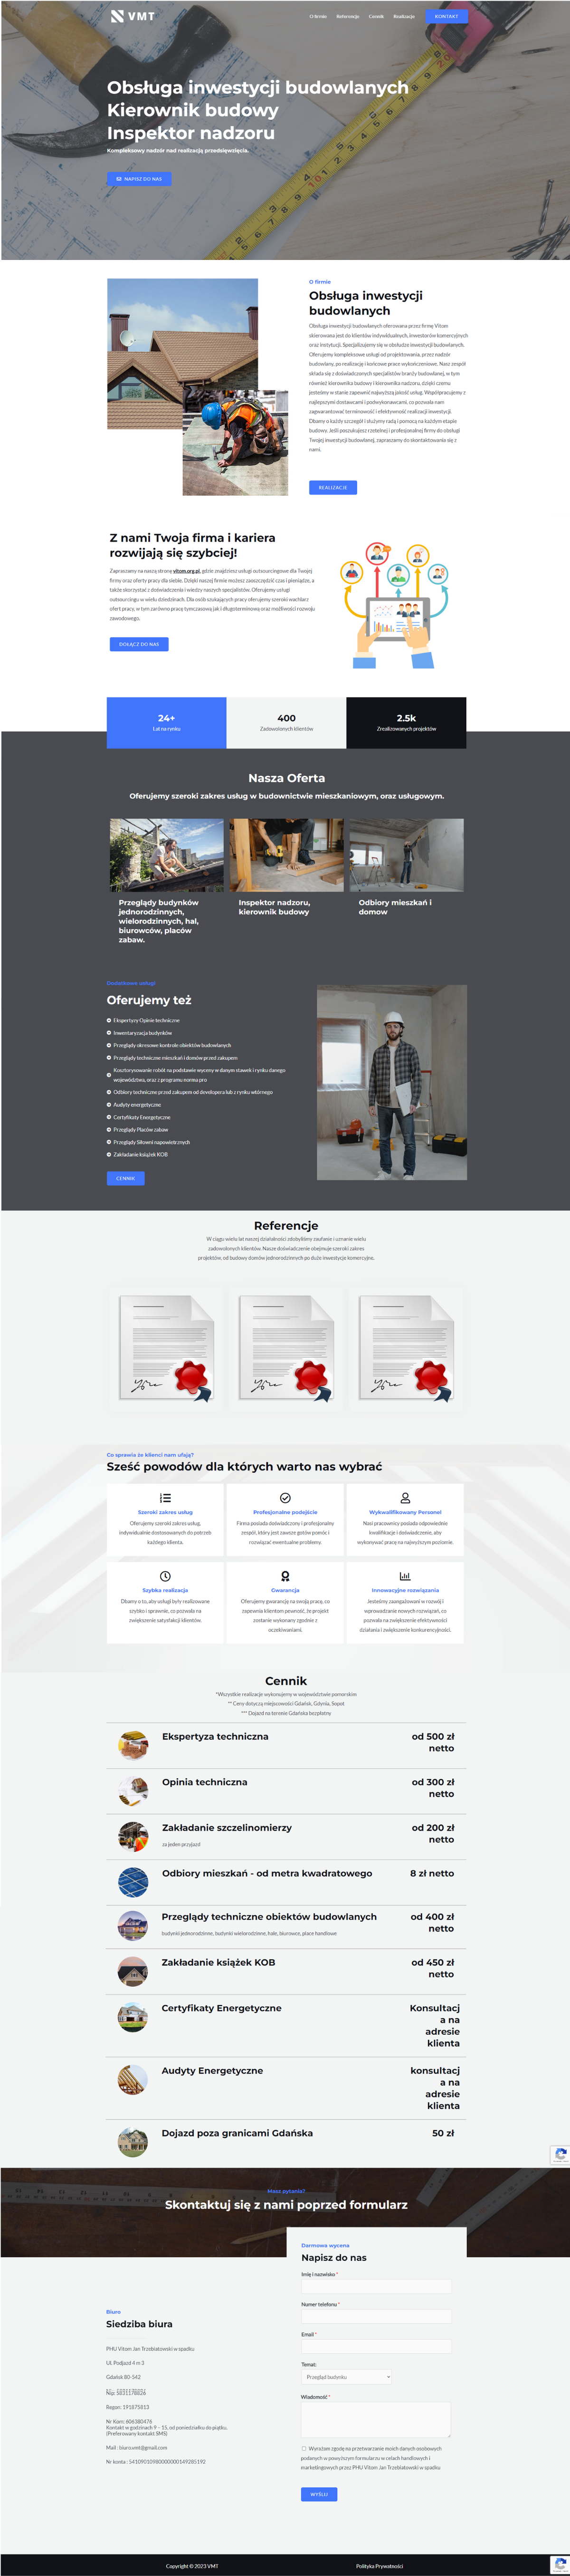 VMT
O firmie
Referencje
Cennik
Realizacje
KONTAKT
Obsługa inwestycji budowlanych
Kierownik budowy
Inspektor nadzoru
Kompleksowy nadzór nad realizacją przedsięwzięcia.
NAPISZ DO NAS
O firmie
Obsługa inwestycji
budowlanych
Obsługa inwestycji budowlanych oferowana przez firmę Vitom
skierowana jest do klientów indywidualnych, inwestorów komercyjnych
oraz instytucji. Specjalizujemy się w obsłudze inwestycji budowlanych.
Oferujemy kompleksowe usługi od projektowania, przez nadzór
budowlany, po realizację i końcowe prace wykończeniowe. Nasz zespół
składa się z doświadczonych specjalistów branży budowlanej, w tym
również kierownika budowy i kierownika nadzoru, dzięki czemu
jesteśmy w stanie zapewnić najwyższą jakość usług. Współpracujemy z
najlepszymi dostawcami i podwykonawcami, co pozwala nam
zagwarantować terminowość i efektywność realizacji inwestycji.
Dbamy o każdy szczegół i służymy radą i pomocą na każdym etapie
budowy. Jeśli poszukujesz rzetelnej i profesjonalnej firmy do obsługi
Twojej inwestycji budowlanej, zapraszamy do skontaktowania się z
nami.
REALIZACJE
Z nami Twoja firma i kariera
rozwijają się szybciej!
Zapraszamy na naszą stronę vitom.org.pl, gdzie znajdziesz usługi outsourcingowe dla Twojej
firmy oraz oferty pracy dla siebie. Dzięki naszej firmie możesz zaoszczędzić czas i pieniądze, a
także skorzystać z doświadczenia i wiedzy naszych specjalistów. Oferujemy usługi
outsourcingu w wielu dziedzinach. Dla osób szukających pracy oferujemy szeroki wachlarz
ofert pracy, w tym zarówno pracę tymczasową jak i długoterminową oraz możliwości rozwoju
zawodowego.
DOŁĄCZ DO NAS
24+
Lat na rynku
400
Zadowolonych klientów
2.5k
Zrealizowanych projektów
Nasza Oferta
Oferujemy szeroki zakres usług w budownictwie mieszkaniowym, oraz usługowym.
Przeglądy budynków
jednorodzinnych,
wielorodzinnych, hal,
biurowców, placów
zabaw.
Inspektor nadzoru,
kierownik budowy
Odbiory mieszkań i
domow
Dodatkowe usługi
Oferujemy też
Ekspertyzy Opinie techniczne
Inwentaryzacja budynków
Przeglądy okresowe kontrole obiektów budowlanych
Przeglądy techniczne mieszkań i domów przed zakupem
Kosztorysowanie robót na podstawie wyceny w danym stawek i rynku danego
województwa, oraz z programu norma pro
Odbiory techniczne przed zakupem od dewelopera lub z rynku wtórnego
Audyty energetyczne
Certyfikaty Energetyczne
Przeglądy Placów zabaw
Przeglądy Siłowni napowietrznych
Zakładanie książek KOB
CENNIK
Referencje
W ciągu wielu lat naszej działalności zdobyliśmy zaufanie i uznanie wielu
zadowolonych klientów. Nasze doświadczenie obejmuje szeroki zakres
projektów, od budowy domów jednorodzinnych po duże inwestycje komercyjne.
Co sprawia że klienci nam ufają?
Sześć powodów dla których warto nas wybrać
Szeroki zakres usług
Oferujemy szeroki zakres usług,
indywidualnie dostosowanych do potrzeb
każdego klienta.
Profesjonalne podejście
Firma posiada doświadczony i profesjonalny
zespół, który jest zawsze gotów pomóc i
rozwiązać ewentualne problemy.
Wykwalifikowany Personel
Nasi pracownicy posiada odpowiednie
kwalifikacje i doświadczenie, aby
wykonywać pracę na najwyższym poziomie.
Szybka realizacja
Dbamy o to, aby usługi były realizowane
szybko i sprawnie, co pozwala na
zwiększenie satysfakcji klientów.
Gwarancja
Oferujemy gwarancję na swoją pracę, co
zapewnia klientom pewność, że projekt
zostanie wykonany zgodnie z
oczekiwaniami.
Innowacyjne rozwiązania
Jesteśmy zaangażowani w rozwój i
wprowadzanie nowych rozwiązań, co
pozwala na zwiększenie efektywności
działania i zwiększenie konkurencyjności.
Cennik
*Wszystkie realizacje wykonujemy w województwie pomorskim
** Ceny dotyczą miejscowości Gdańsk, Gdynia, Sopot
*** Dojazd na terenie Gdańska bezpłatny
Ekspertyza techniczna
od 500 zł
netto
Opinia techniczna
od 300 zł
netto
Zakładanie szczelinomierzy
od 200 zł
netto
za jeden przyjazd
Odbiory mieszkań - od metra kwadratowego
8 zł netto
Przeglądy techniczne obiektów budowlanych
od 400 zł
netto
budynki jednorodzinne, budynki wielorodzinne, hale, biurowce, place handlowe
Zakładanie książek KOB
od 450 zł
netto
Certyfikaty Energetyczne
Konsultacj
a na
adresie
klienta
Audyty Energetyczne
konsultacj
a na
adresie
klienta
Dojazd poza granicami Gdańska
50 zł
Masz pytania?
Skontaktuj się z nami poprzed formularz
Darmowa wycena
Napisz do nas
Imię i nazwisko *
Numer telefonu *
Email *
Temat:
Przegląd budynku
Wiadomość *
Wyrażam zgodę na przetwarzanie moich danych osobowych
podanych w powyższym formularzu w celach handlowych i
marketingowych przez PHU Vitom Jan Trzebiatowski w spadku
WYŚLIJ
Biuro
Siedziba biura
PHU Vitom Jan Trzebiatowski w spadku
Ul. Podjazd 4 m 3
Gdańsk 80-542
Nip: 5831178826
Regon: 191875813
Nr Kom: 606380476
Kontakt w godzinach 9 – 15, od poniedziałku do piątku.
(Preferowany kontakt SMS)
Mail : biuro.vmt@gmail.com
Nr konta : 54109010980000000149285192
Copyright © 2023 VMT
Polityka Prywatności